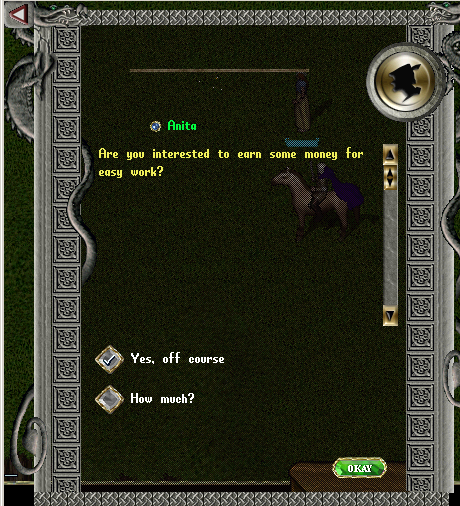 Anita
Are you interested to earn some money for
easy work?
Yes, off course
How much?
OKAY